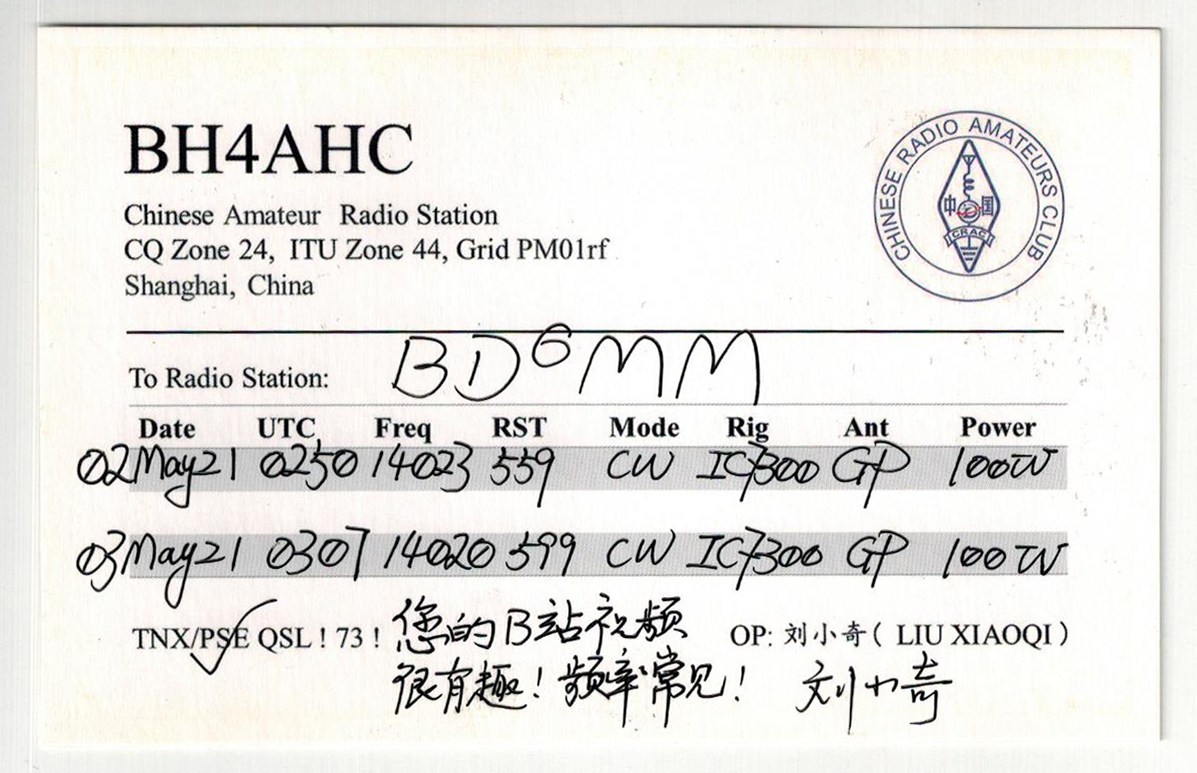 BH4AHC
Chinese Amateur Radio Station
CQ Zone 24, ITU Zone 44, Grid PM01rf
Shanghai, China
CHINESE RADIO AMATEURS CLUB
中 国
CRAC
To Radio Station: BD6MM
Date UTC Freq RST Mode Rig Ant Power
02May21 0250 14023 559 CW IC7300 GP 100W
03May21 0307 14020 599 CW IC7300 GP 100W
TNX/PSE QSL ! 73 ! 您的B站视频 OP: 刘小奇 ( LIU XIAOQI )
很有趣！频率常见！ 刘小奇